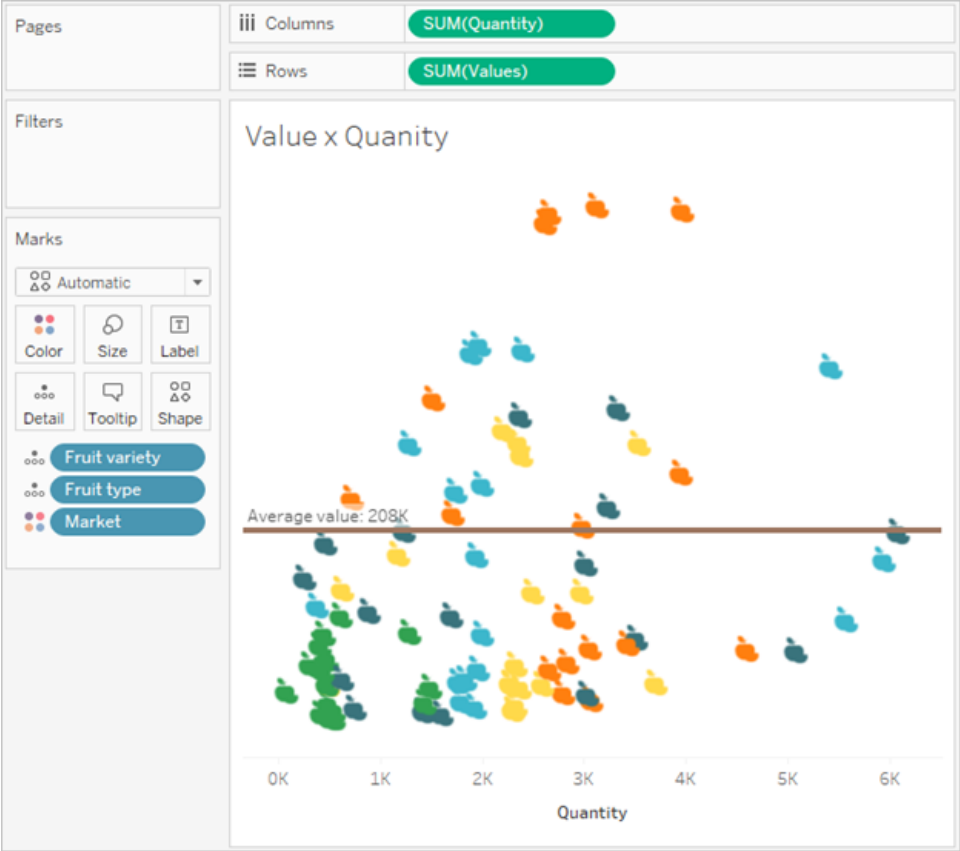 Pages
Columns
SUM(Quantity)
Rows
SUM(Values)
Filters
Value x Quanity
Marks
Automatic
Color
Size
Label
Detail
Tooltip
Shape
Fruit variety
Fruit type
Market
Average value: 208K
0K
1K
2K
3K
4K
5K
6K
Quantity